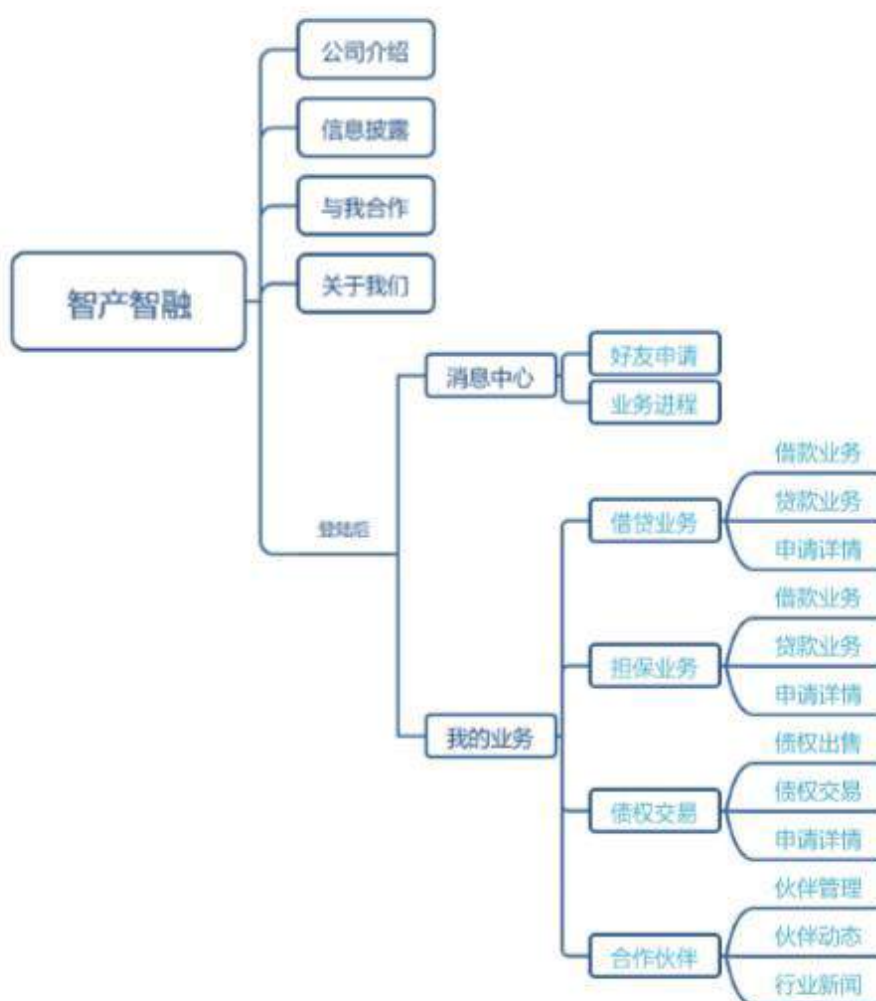 公司介绍
信息披露
与我合作
关于我们
智产智融
消息中心
好友申请
业务进程
登陆后
借贷业务
借款业务
贷款业务
申请详情
担保业务
借款业务
贷款业务
申请详情
我的业务
债权交易
债权出售
债权交易
申请详情
合作伙伴
伙伴管理
伙伴动态
行业新闻